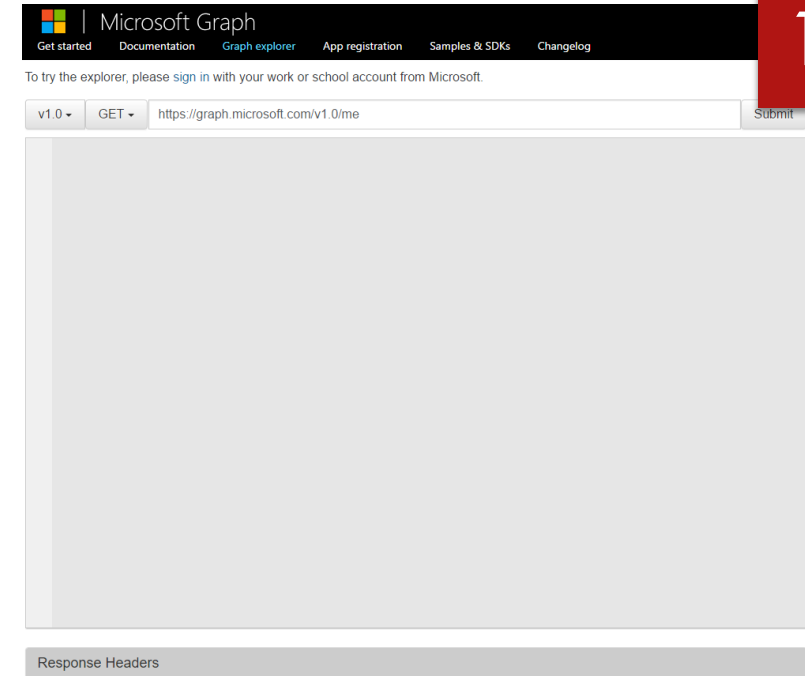 Microsoft Graph
Get started Documentation Graph explorer App registration Samples & SDKs Changelog
To try the explorer, please sign in with your work or school account from Microsoft.
v1.0 GET https://graph.microsoft.com/v1.0/me Submit
Response Headers